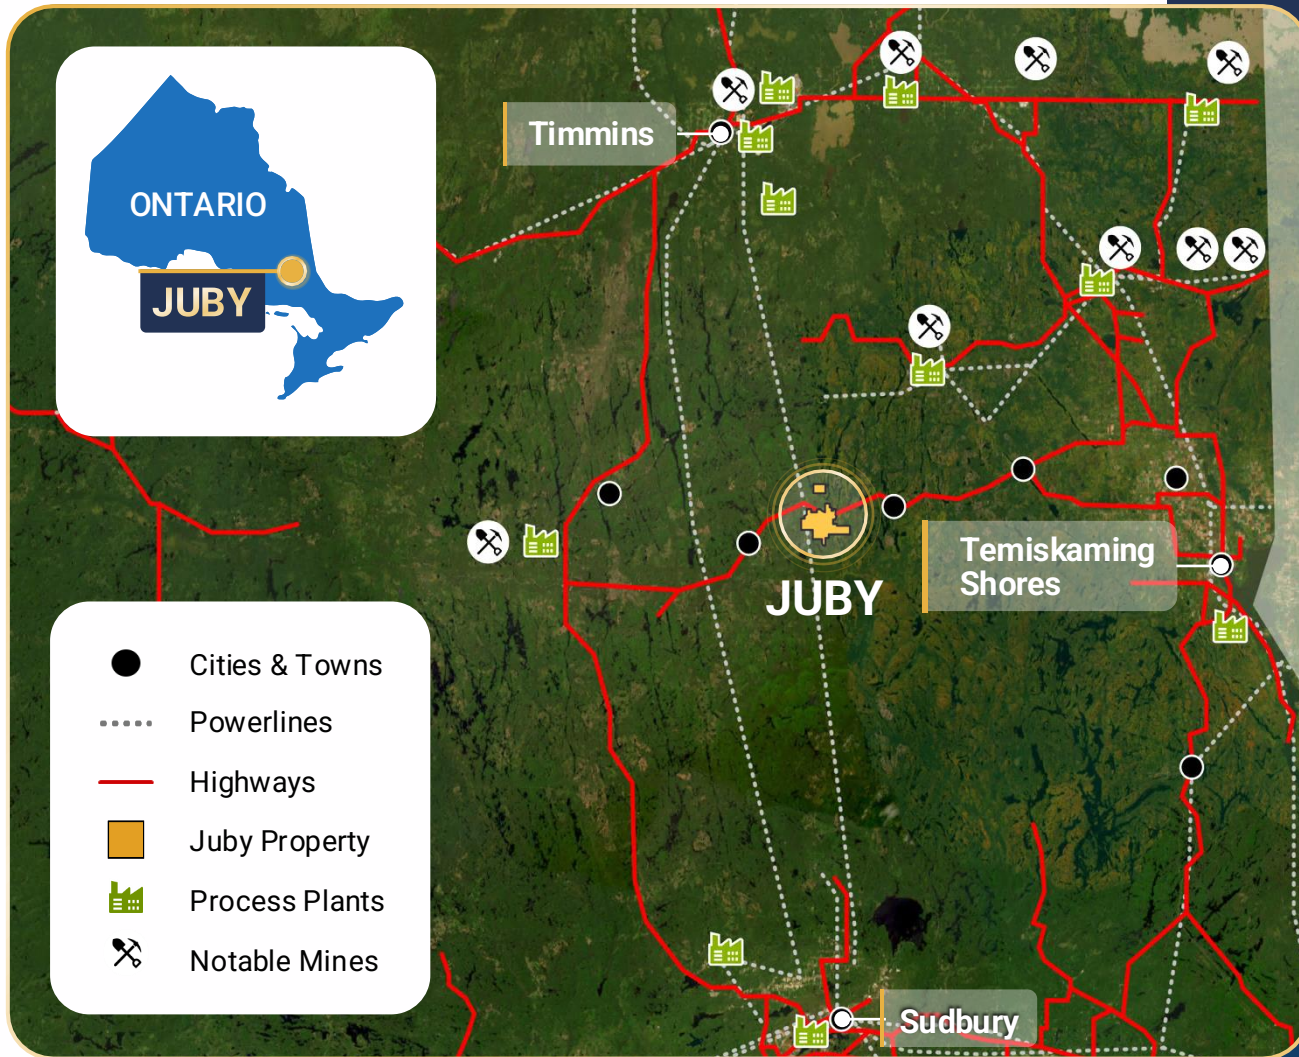 ONTARIO
JUBY
Timmins
JUBY
Temiskaming
Shores
Cities & Towns
Powerlines
Highways
Juby Property
Process Plants
Notable Mines
Sudbury